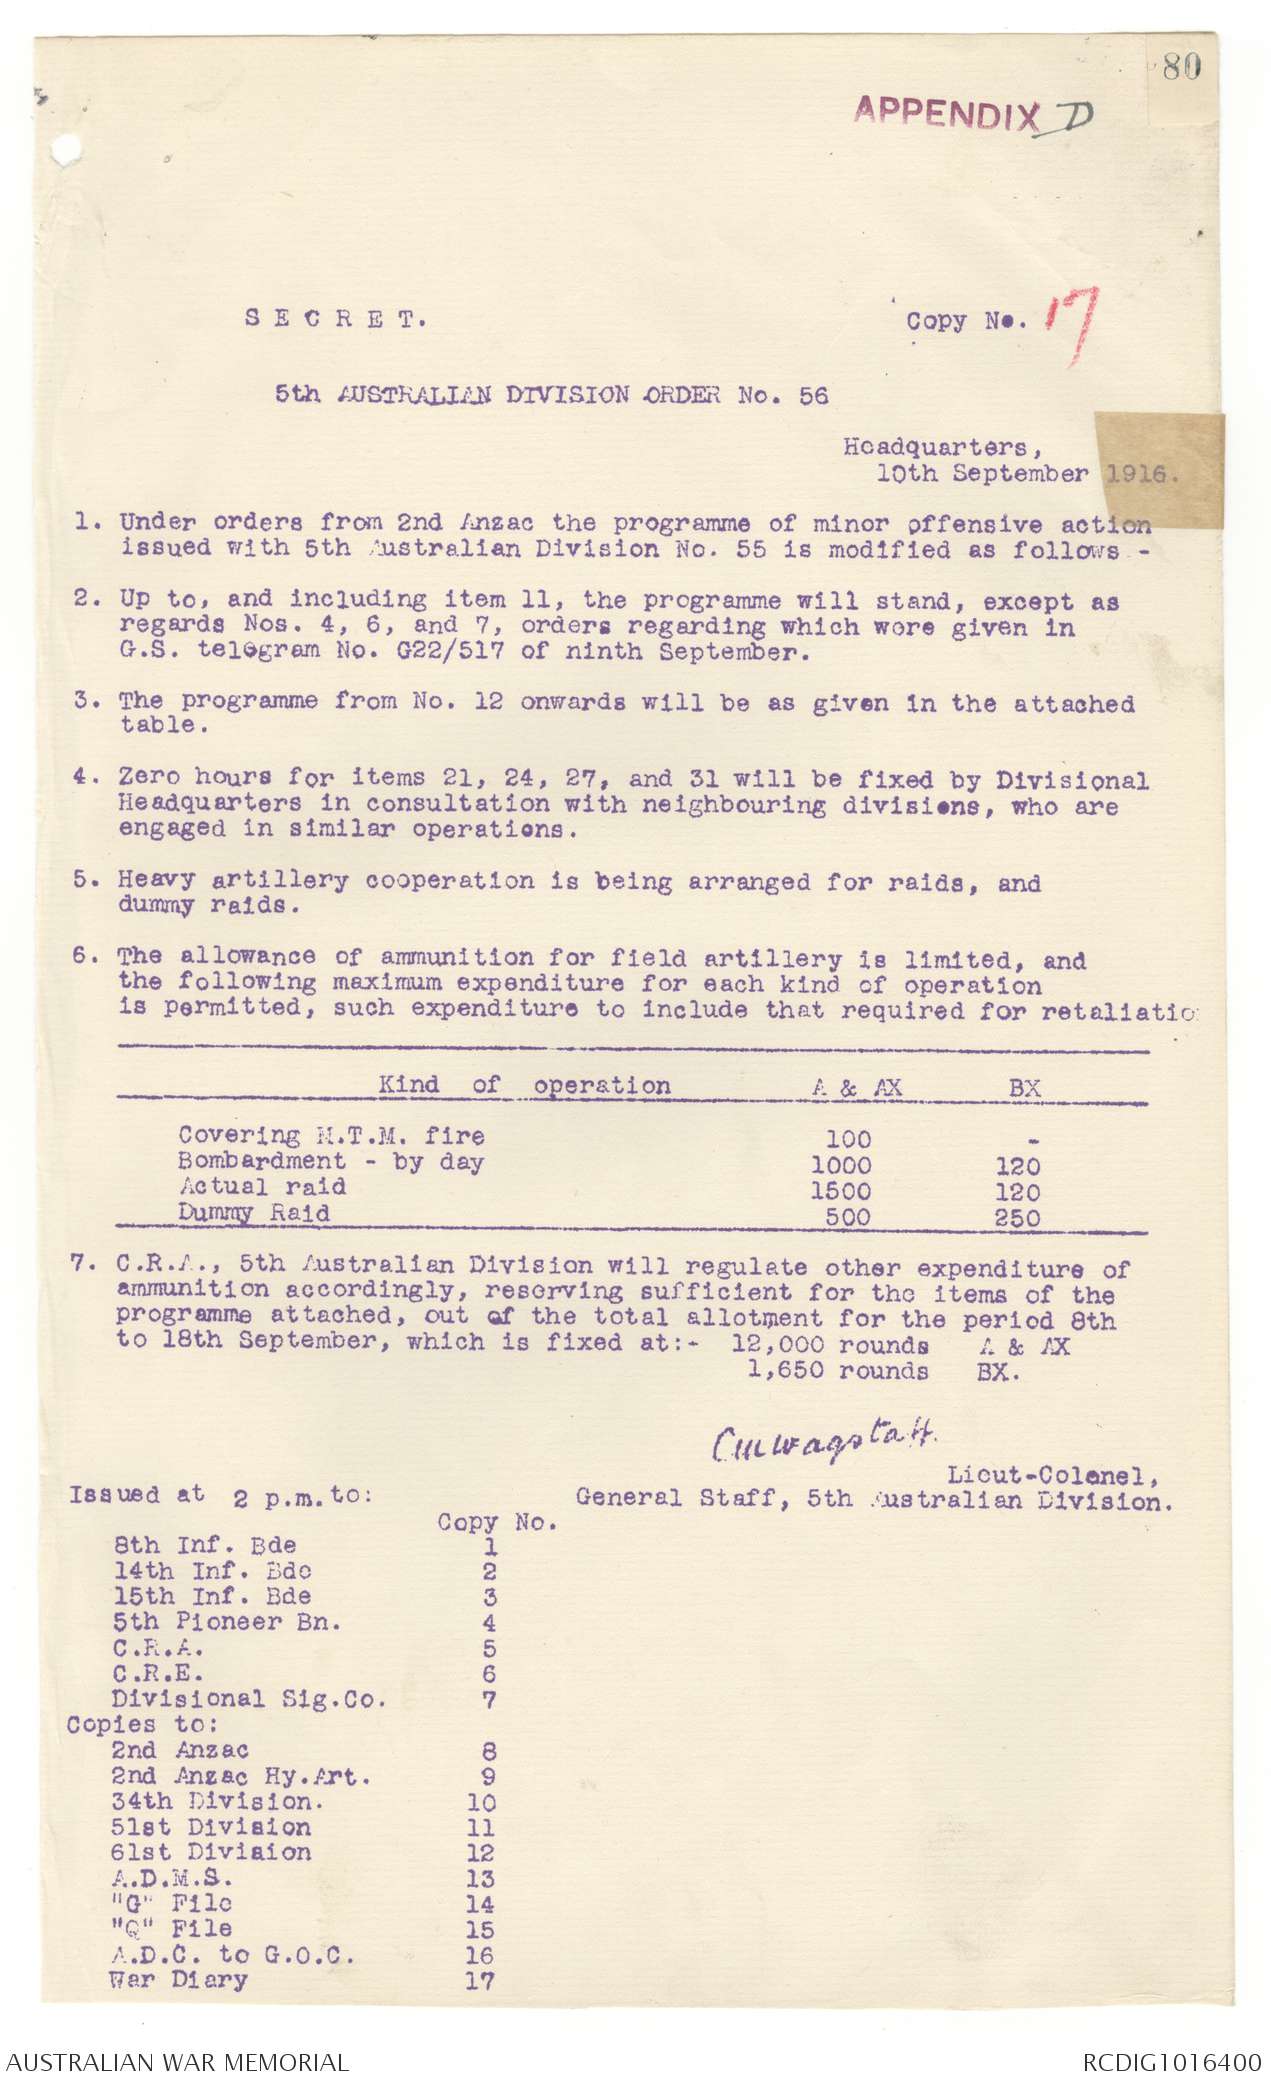 80
APPENDIX D
S E C R E T.
Copy No. 17
5th AUSTRALIAN DIVISION ORDER No. 56
Headquarters,
10th September 1916.
1. Under orders from 2nd Anzac the programme of minor offensive action
issued with 5th Australian Division No. 55 is modified as follows -
2. Up to, and including item 11, the programme will stand, except as
regards Nos. 4, 6, and 7, orders regarding which were given in
G.S. telegram No. G22/517 of ninth September.
3. The programme from No. 12 onwards will be as given in the attached
table.
4. Zero hours for items 21, 24, 27, and 31 will be fixed by Divisional
Headquarters in consultation with neighbouring divisions, who are
engaged in similar operations.
5. Heavy artillery cooperation is being arranged for raids, and
dummy raids.
6. The allowance of ammunition for field artillery is limited, and
the following maximum expenditure for each kind of operation
is permitted, such expenditure to include that required for retaliatio
Kind of operation A & AX BX
Covering M.T.M. fire 100 -
Bombardment - by day 1000 120
Actual raid 1500 120
Dummy Raid 500 250
7. C.R.A., 5th Australian Division will regulate other expenditure of
ammunition accordingly, reserving sufficient for the items of the
programme attached, out of the total allotment for the period 8th
to 18th September, which is fixed at:- 12,000 rounds A & AX
1,650 rounds BX.
CMWagstaff.
Lieut-Colonel,
Issued at 2 p.m. to: General Staff, 5th Australian Division.
Copy No.
8th Inf. Bde 1
14th Inf. Bde 2
15th Inf. Bde 3
5th Pioneer Bn. 4
C.R.A. 5
C.R.E. 6
Divisional Sig.Co. 7
Copies to:
2nd Anzac 8
2nd Anzac Hy.Art. 9
34th Division. 10
51st Division 11
61st Division 12
A.D.M.S. 13
"G" File 14
"Q" File 15
A.D.C. to G.O.C. 16
War Diary 17
AUSTRALIAN WAR MEMORIAL RCDIG1016400